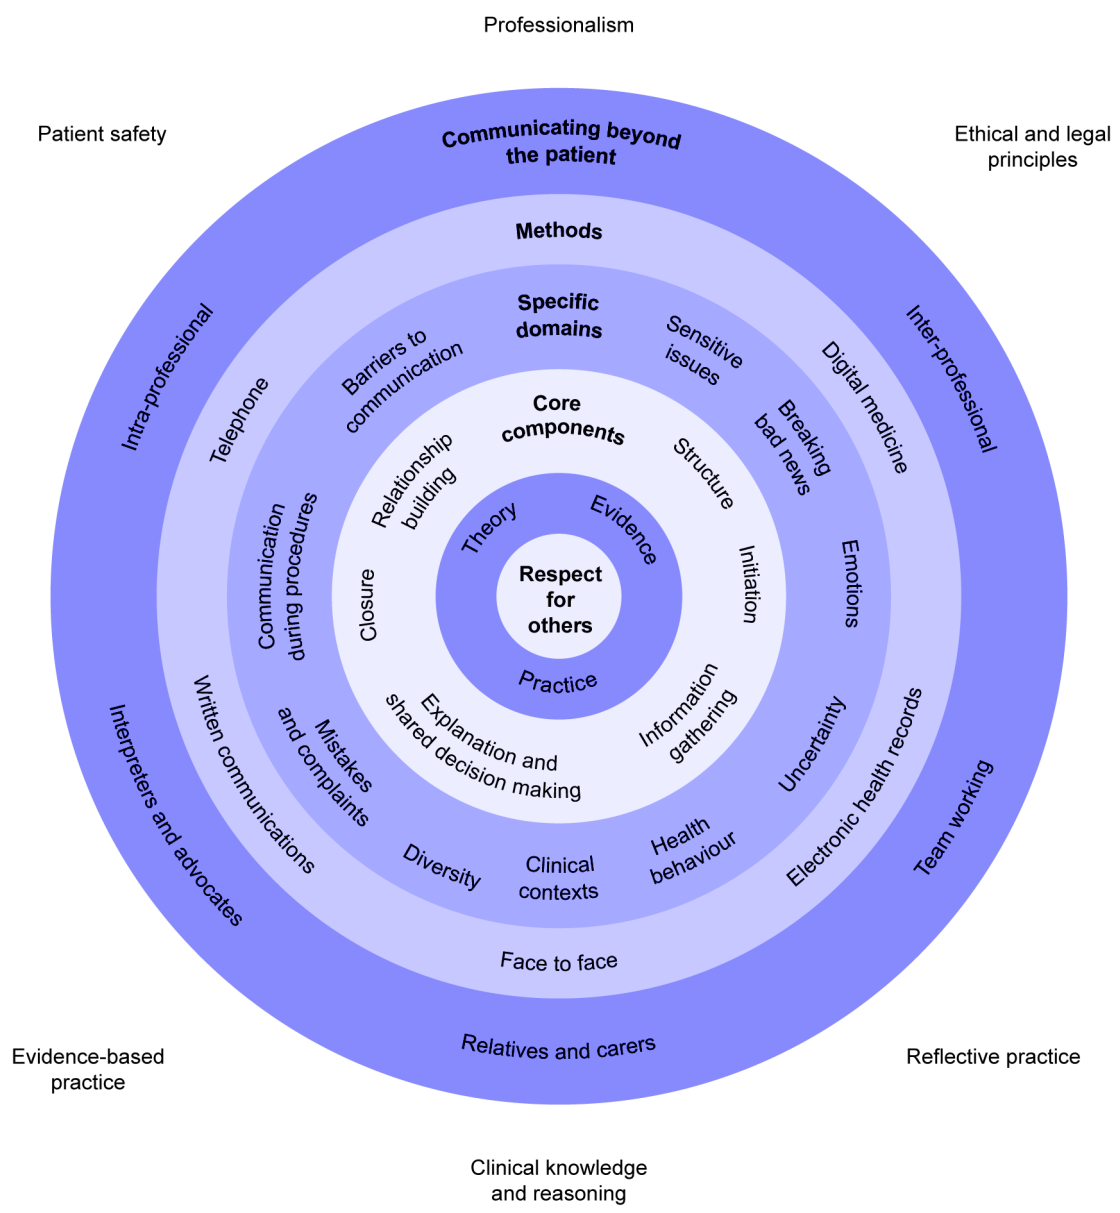 Professionalism
Patient safety
Ethical and legal
principles
Communicating beyond
the patient
Inter-professional
Team working
Relatives and carers
Interpreters and advocates
Intra-professional
Methods
Digital medicine
Electronic health records
Face to face
Written communications
Telephone
Specific
domains
Sensitive
issues
Breaking
bad news
Emotions
Uncertainty
Health
behaviour
Clinical
contexts
Diversity
Mistakes
and complaints
Communication
during procedures
Barriers to
communication
Core
components
Structure
Initiation
Information
gathering
Explanation and
shared decision making
Closure
Relationship
building
Theory
Evidence
Practice
Respect
for
others
Evidence-based
practice
Reflective practice
Clinical knowledge
and reasoning